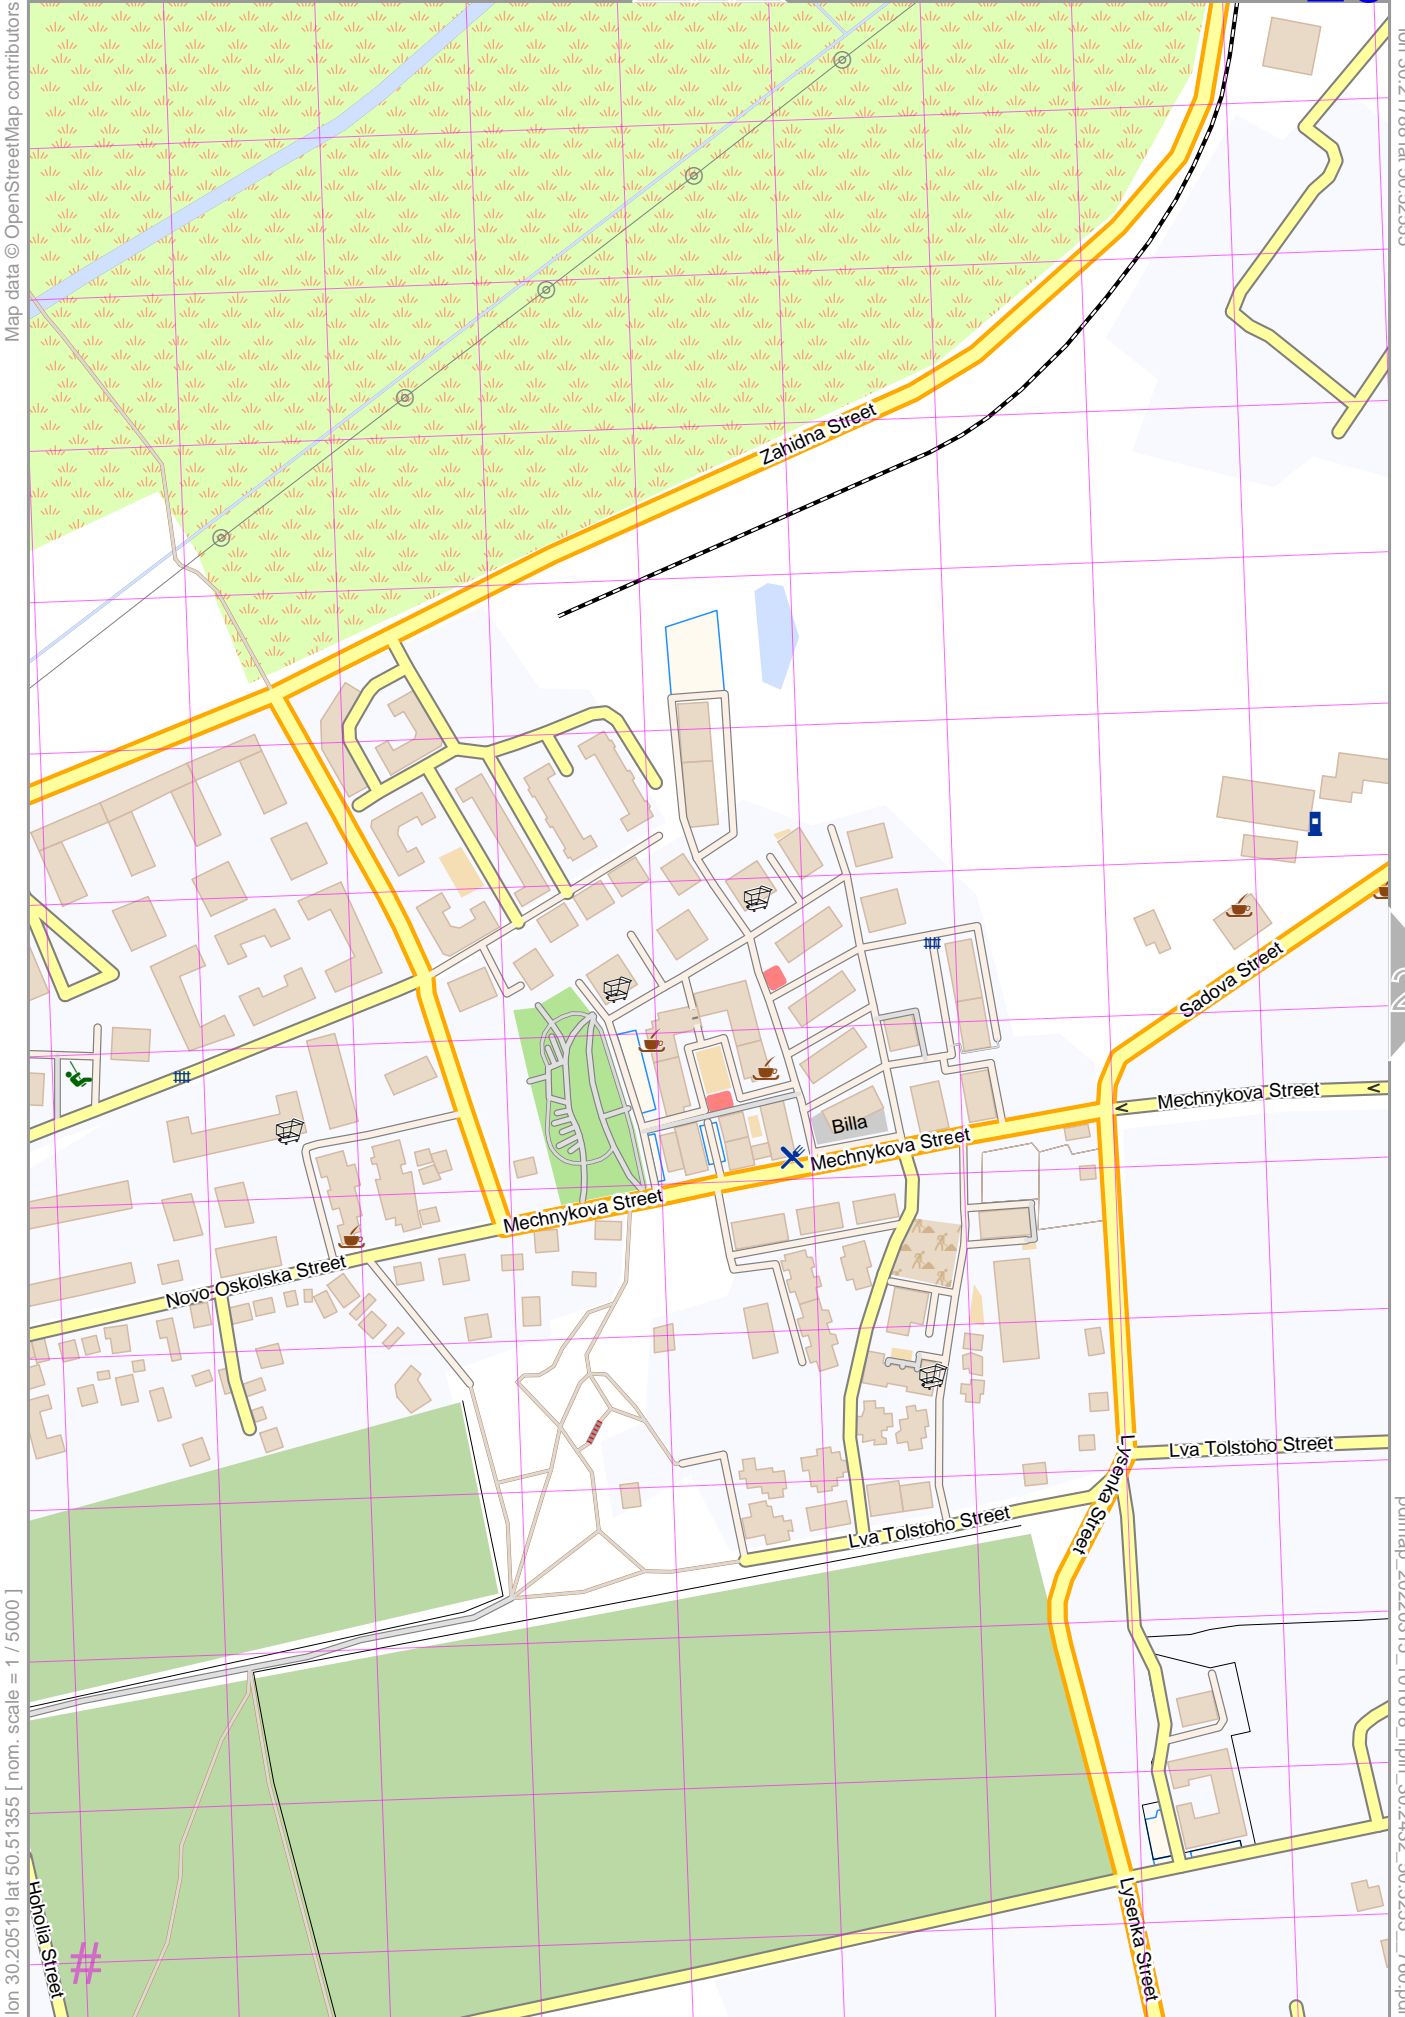 Map data © OpenStreetMap contributors
Zahidna Street
Sadova Street
Mechnykova Street
Billa
Mechnykova Street
Mechnykova Street
Novo-Oskolska Street
Lva Tolstoho Street
Lysenka Street
Lva Tolstoho Street
lon 30.20519 lat 50.51355 [ nom. scale = 1 / 5000 ]
Hoholia Street
#
Lysenka Street
2